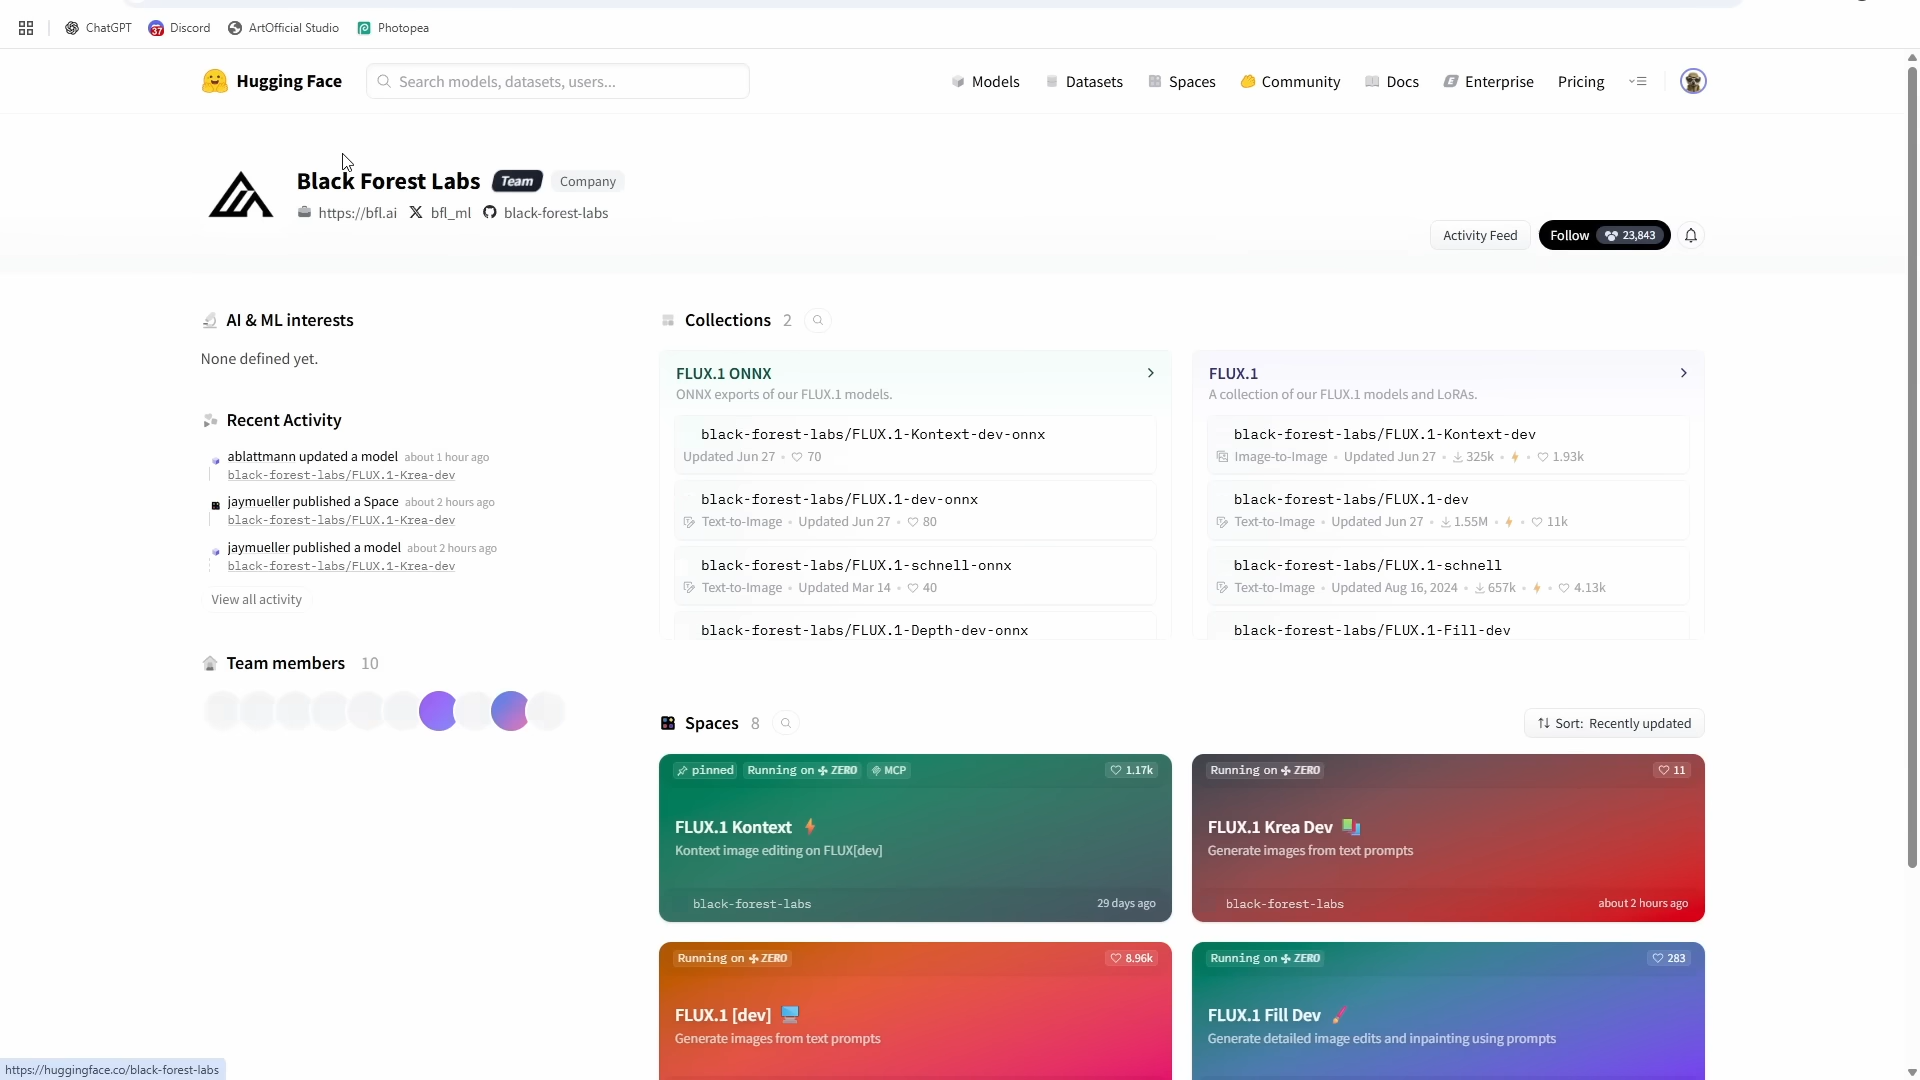 ChatGPT
37
Discord
ArtOfficial Studio
Photopea
Hugging Face
Search models, datasets, users...
Models
Datasets
Spaces
Community
Docs
Enterprise
Pricing
Black Forest Labs
Team
Company
https://bfl.ai
bfl_ml
black-forest-labs
Activity Feed
Follow 23,843
AI & ML interests
None defined yet.
Recent Activity
ablattmann updated a model about 1 hour ago
black-forest-labs/FLUX.1-Krea-dev
jaymueller published a Space about 2 hours ago
black-forest-labs/FLUX.1-Krea-dev
jaymueller published a model about 2 hours ago
black-forest-labs/FLUX.1-Krea-dev
View all activity
Team members 10
Collections 2
FLUX.1 ONNX
ONNX exports of our FLUX.1 models.
black-forest-labs/FLUX.1-Kontext-dev-onnx
Updated Jun 27 • 70
black-forest-labs/FLUX.1-dev-onnx
Text-to-Image • Updated Jun 27 • 80
black-forest-labs/FLUX.1-schnell-onnx
Text-to-Image • Updated Mar 14 • 40
black-forest-labs/FLUX.1-Depth-dev-onnx
FLUX.1
A collection of our FLUX.1 models and LoRAs.
black-forest-labs/FLUX.1-Kontext-dev
Image-to-Image • Updated Jun 27 • 325k • • 1.93k
black-forest-labs/FLUX.1-dev
Text-to-Image • Updated Jun 27 • 1.55M • • 11k
black-forest-labs/FLUX.1-schnell
Text-to-Image • Updated Aug 16, 2024 • 657k • • 4.13k
black-forest-labs/FLUX.1-Fill-dev
Spaces 8
Sort: Recently updated
pinned Running on ZERO MCP 1.17k
FLUX.1 Kontext
Kontext image editing on FLUX[dev]
black-forest-labs 29 days ago
Running on ZERO 11
FLUX.1 Krea Dev
Generate images from text prompts
black-forest-labs about 2 hours ago
Running on ZERO 8.96k
FLUX.1 [dev]
Generate images from text prompts
Running on ZERO 283
FLUX.1 Fill Dev
Generate detailed image edits and inpainting using prompts
https://huggingface.co/black-forest-labs